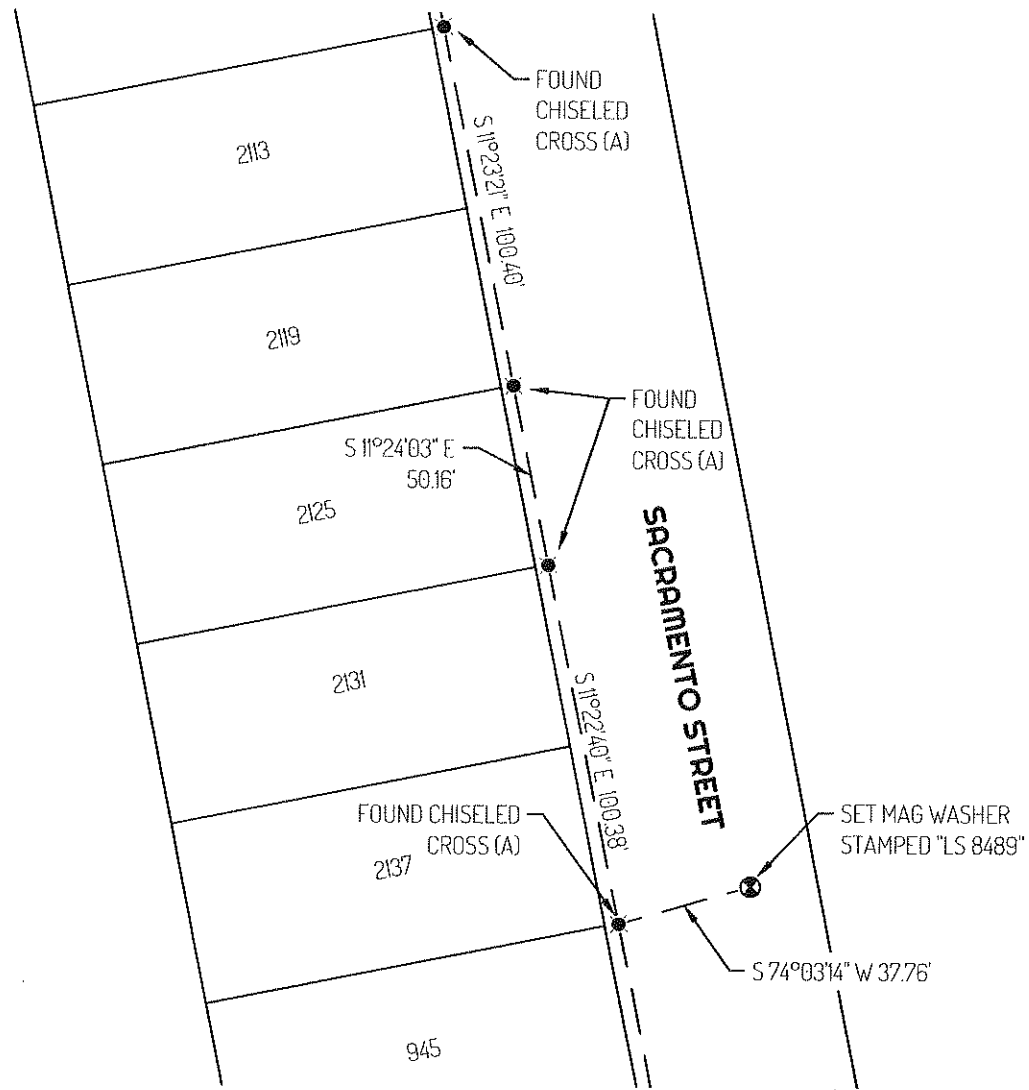 FOUND
CHISELED
CROSS (A)
2113
S 11°23'21" E 100.40'
2119
FOUND
CHISELED
CROSS (A)
S 11°24'03" E
50.16'
2125
SACRAMENTO STREET
2131
S 11°22'40" E 100.38'
FOUND CHISELED
CROSS (A)
SET MAG WASHER
STAMPED "LS 8489"
2137
S 74°03'14" W 37.76'
945